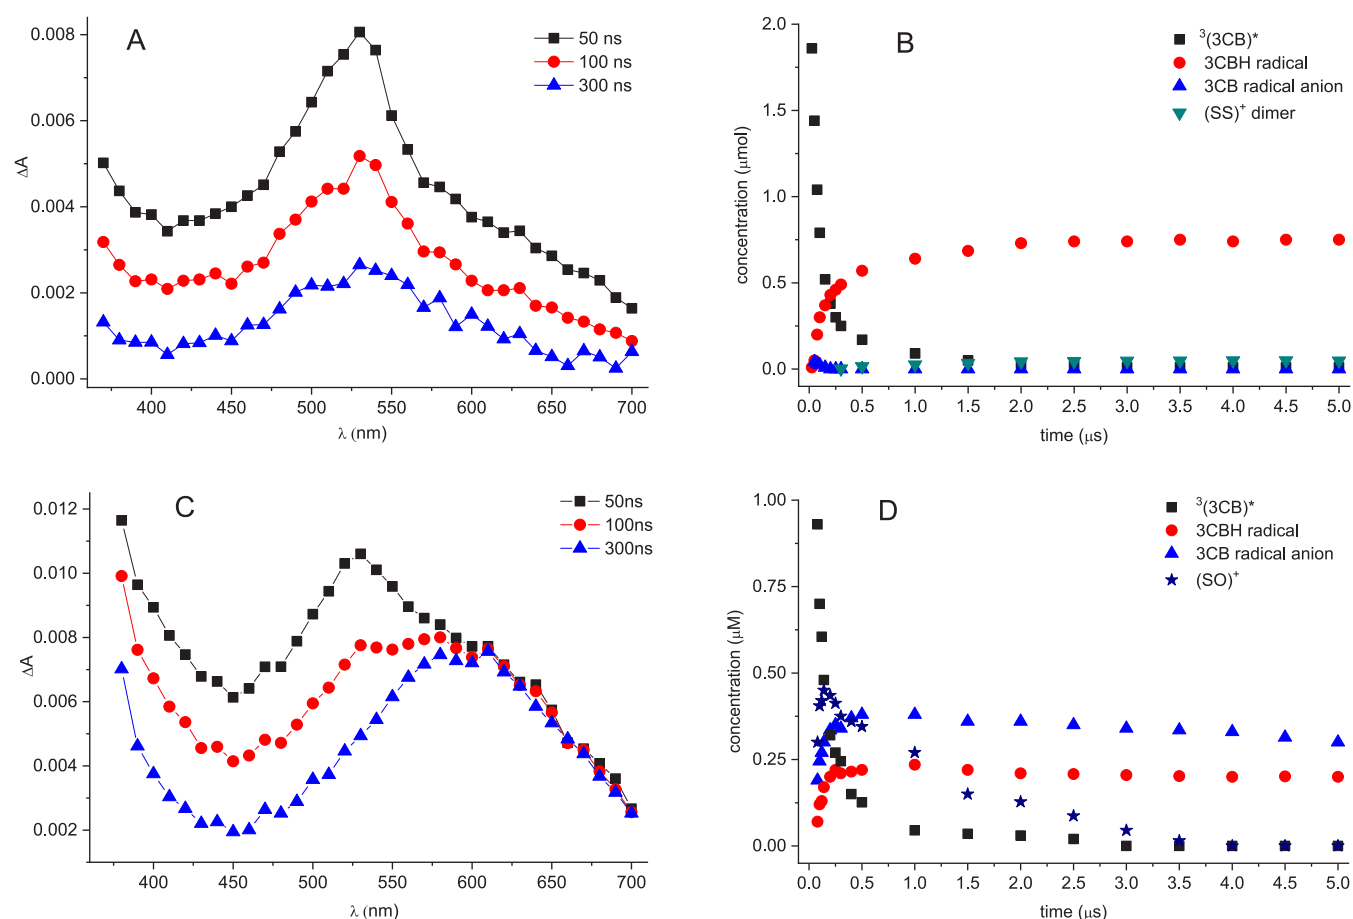 A
50 ns
100 ns
300 ns
0.008
0.006
0.004
0.002
0.000
ΔA
400 450 500 550 600 650 700
λ (nm)
B
³(3CB)*
3CBH radical
3CB radical anion
(SS)⁺ dimer
2.0
1.5
1.0
0.5
0.0
concentration (μmol)
0.0 0.5 1.0 1.5 2.0 2.5 3.0 3.5 4.0 4.5 5.0
time (μs)
C
50ns
100ns
300ns
0.012
0.010
0.008
0.006
0.004
0.002
ΔA
400 450 500 550 600 650 700
λ (nm)
D
³(3CB)*
3CBH radical
3CB radical anion
(SO)⁺
1.00
0.75
0.50
0.25
0.00
concentration (μM)
0.0 0.5 1.0 1.5 2.0 2.5 3.0 3.5 4.0 4.5 5.0
time (μs)